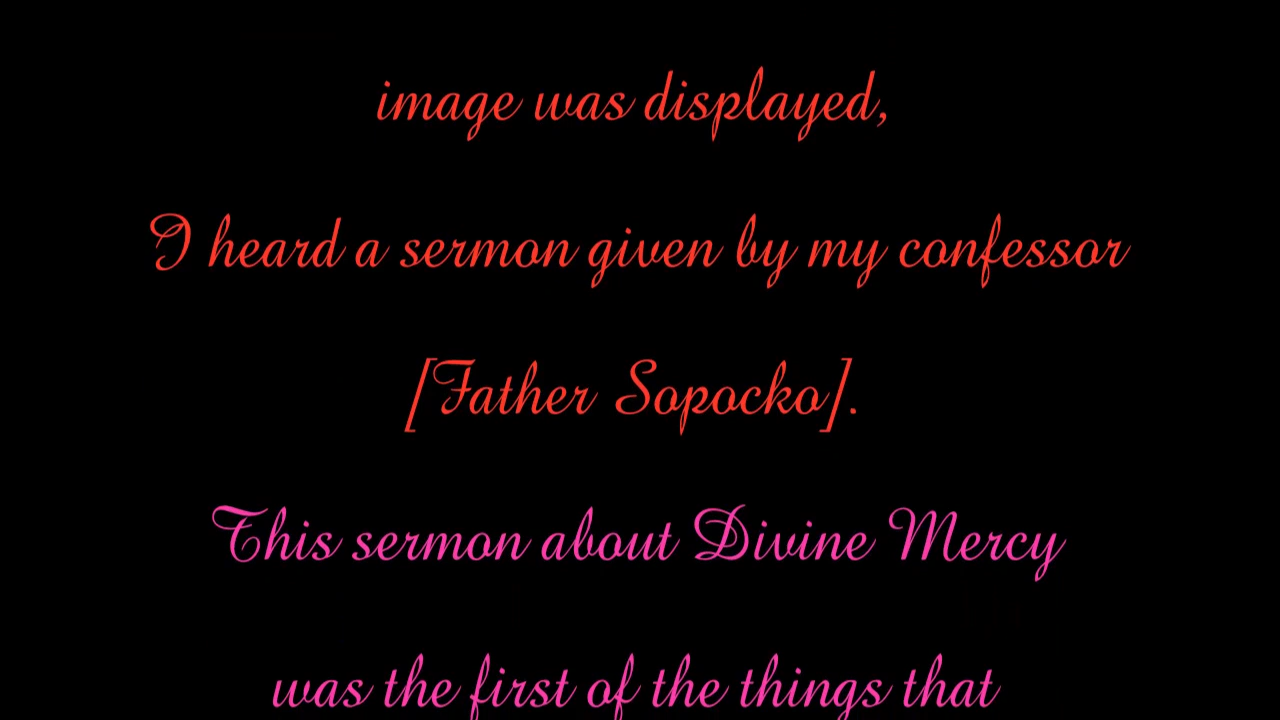 image was displayed,
I heard a sermon given by my confessor
[Father Sopocko].
This sermon about Divine Mercy
was the first of the things that